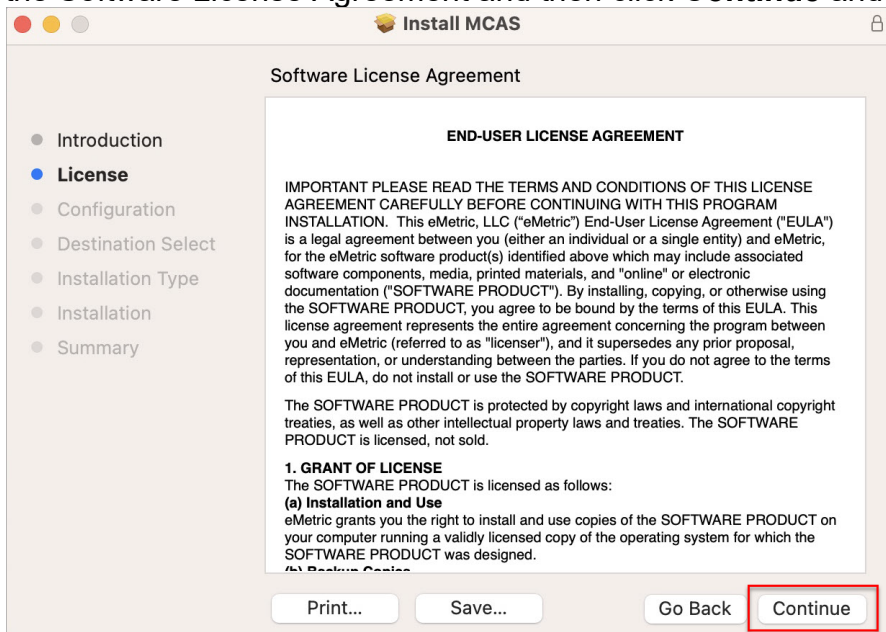 the Software License Agreement and then click Continue and
Install MCAS
Software License Agreement
Introduction
License
Configuration
Destination Select
Installation Type
Installation
Summary
END-USER LICENSE AGREEMENT
IMPORTANT PLEASE READ THE TERMS AND CONDITIONS OF THIS LICENSE
AGREEMENT CAREFULLY BEFORE CONTINUING WITH THIS PROGRAM
INSTALLATION.  This eMetric, LLC (“eMetric”) End-User License Agreement ("EULA")
is a legal agreement between you (either an individual or a single entity) and eMetric,
for the eMetric software product(s) identified above which may include associated
software components, media, printed materials, and "online" or electronic
documentation ("SOFTWARE PRODUCT"). By installing, copying, or otherwise using
the SOFTWARE PRODUCT, you agree to be bound by the terms of this EULA. This
license agreement represents the entire agreement concerning the program between
you and eMetric (referred to as "licenser"), and it supersedes any prior proposal,
representation, or understanding between the parties. If you do not agree to the terms
of this EULA, do not install or use the SOFTWARE PRODUCT.
The SOFTWARE PRODUCT is protected by copyright laws and international copyright
treaties, as well as other intellectual property laws and treaties. The SOFTWARE
PRODUCT is licensed, not sold.
1. GRANT OF LICENSE
The SOFTWARE PRODUCT is licensed as follows:
(a) Installation and Use
eMetric grants you the right to install and use copies of the SOFTWARE PRODUCT on
your computer running a validly licensed copy of the operating system for which the
SOFTWARE PRODUCT was designed.
(b) Backup Copies
Print...
Save...
Go Back
Continue